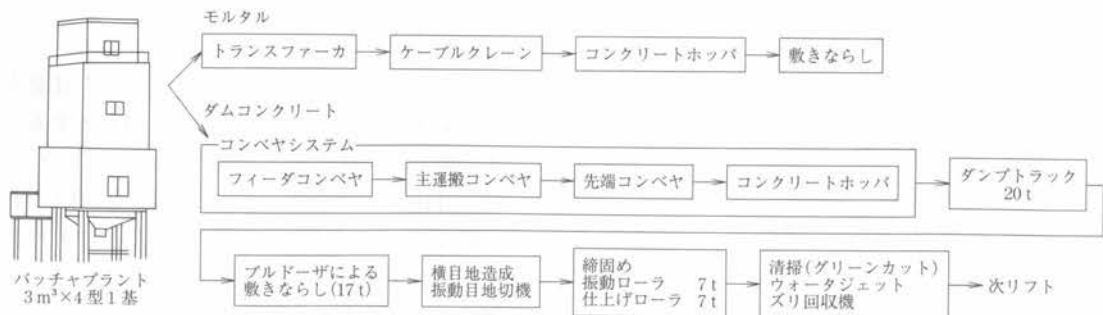 モルタル
トランスファーカ
ケーブルクレーン
コンクリートホッパ
敷きならし
ダムコンクリート
コンベヤシステム
フィーダコンベヤ
主運搬コンベヤ
先端コンベヤ
コンクリートホッパ
ダンプトラック
20t
バッチャプラント
3m³×4型1基
ブルドーザによる
敷きならし(17t)
横目地造成
振動目地切機
締固め
振動ローラ 7t
仕上げローラ 7t
清掃(グリーンカット)
ウォータジェット
ズリ回収機
次リフト